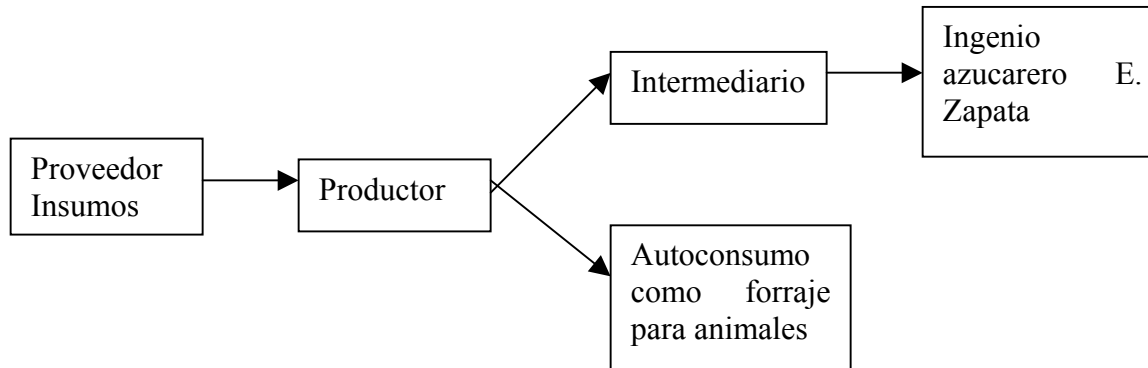 Proveedor
Insumos
Productor
Intermediario
Ingenio
azucarero E.
Zapata
Autoconsumo
como forraje
para animales